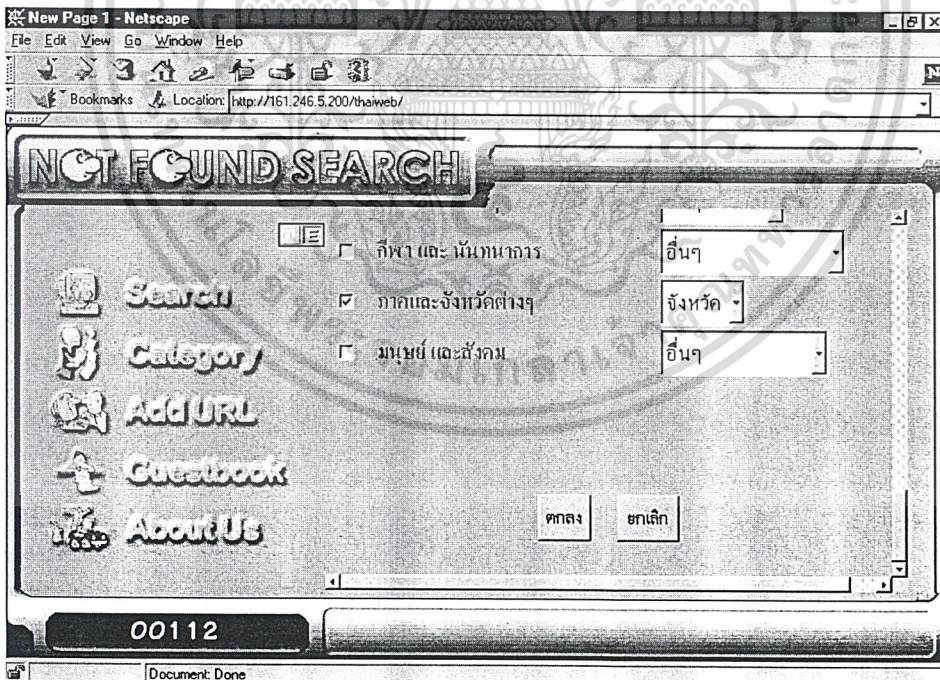 New Page 1 - Netscape
File Edit View Go Window Help
Bookmarks Location: http://161.246.5.200/thaiweb/
NOT FOUND SEARCH
E
กีฬา และ นันทนาการ อื่นๆ
Search
ภาคและจังหวัดต่างๆ จังหวัด
Category
มนุษย์ และสังคม อื่นๆ
Add URL
Guestbook
About Us
ตกลง ยกเลิก
00112
Document: Done